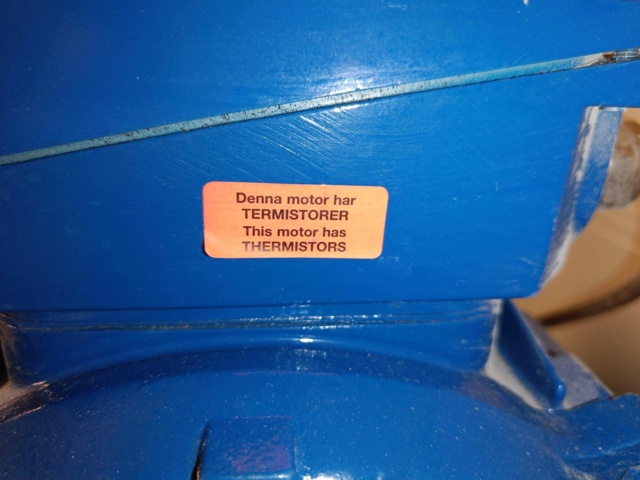 Denna motor har
TERMISTORER
This motor has
THERMISTORS